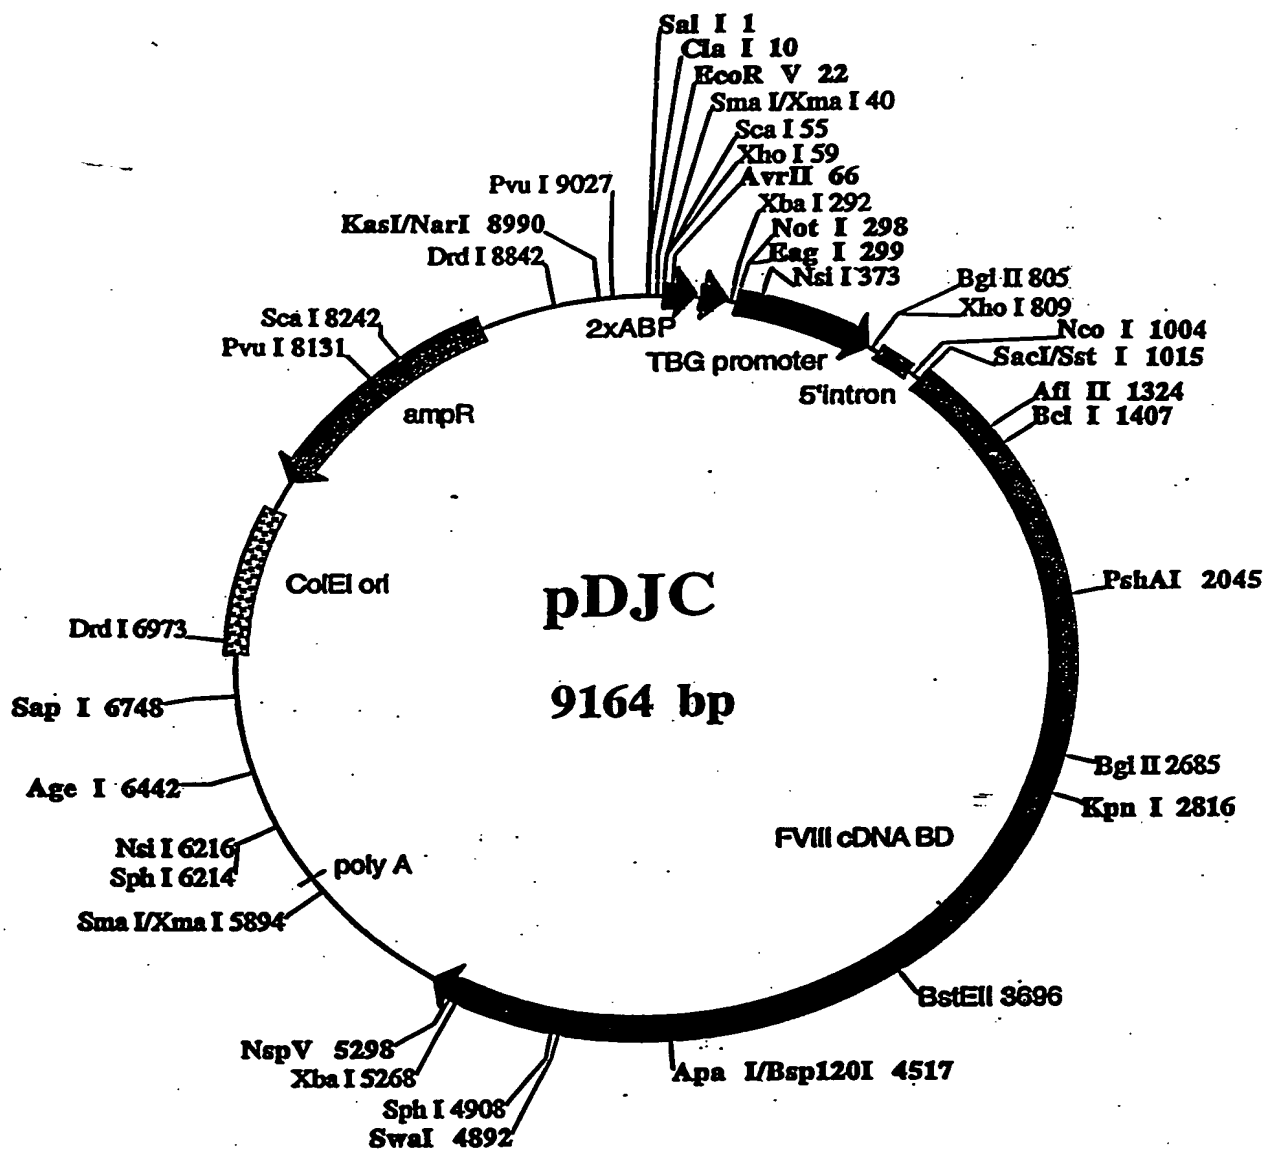 Sal I 1
Cla I 10
EcoR V 22
Sma I/Xma I 40
Sca I 55
Xho I 59
AvrII 66
Xba I 292
Not I 298
Eag I 299
Nsi I 373
Pvu I 9027
KasI/NarI 8990
Drd I 8842
Bgl II 805
Xho I 809
Nco I 1004
SacI/Sst I 1015
Afl II 1324
Bcl I 1407
Sca I 8242
Pvu I 8131
2xABP
TBG promoter
5'intron
ampR
ColEI ori
pDJC
9164 bp
PshAI 2045
Drd I 6973
Sap I 6748
Age I 6442
Nsi I 6216
Sph I 6214
Sma I/Xma I 5894
poly A
Bgl II 2685
Kpn I 2816
FVIII cDNA BD
BstEII 3696
NspV 5298
Xba I 5268
Apa I/Bsp120I 4517
Sph I 4908
SwaI 4892